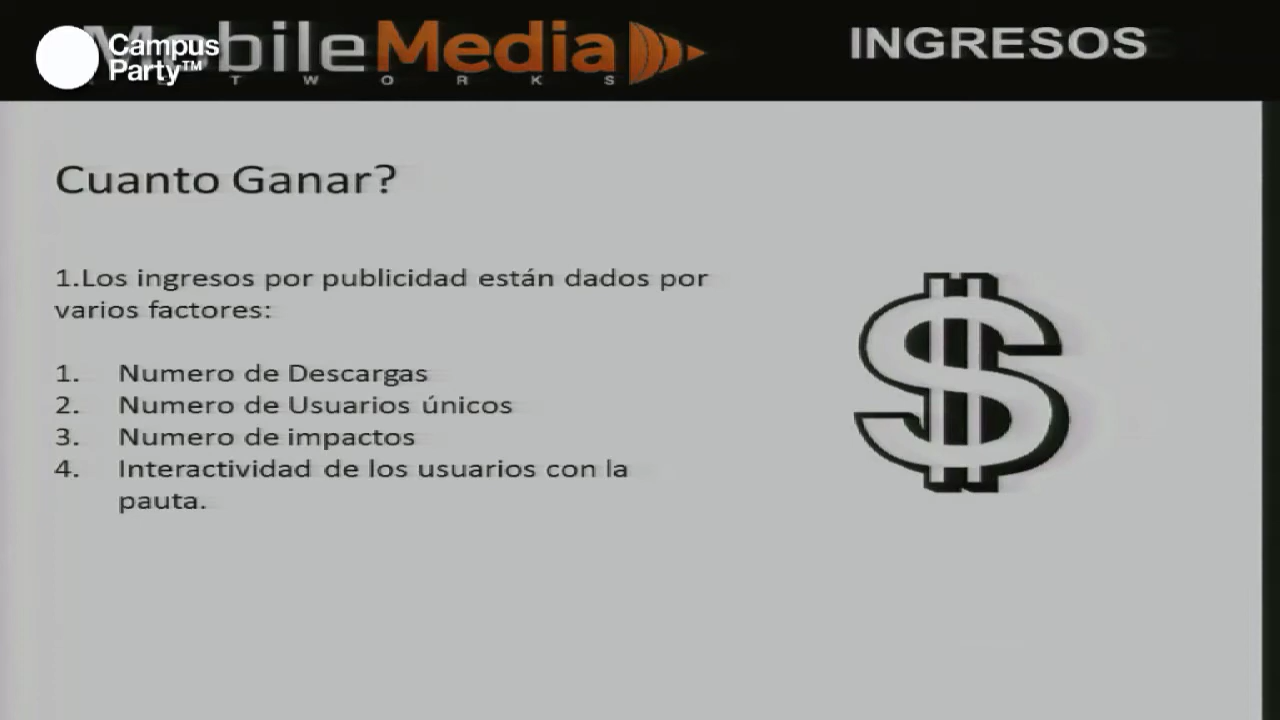 Campus
Party™
MobileMedia
N E T W O R K S
INGRESOS
Cuanto Ganar?
1.Los ingresos por publicidad están dados por
varios factores:
1. Numero de Descargas
2. Numero de Usuarios únicos
3. Numero de impactos
4. Interactividad de los usuarios con la
pauta.